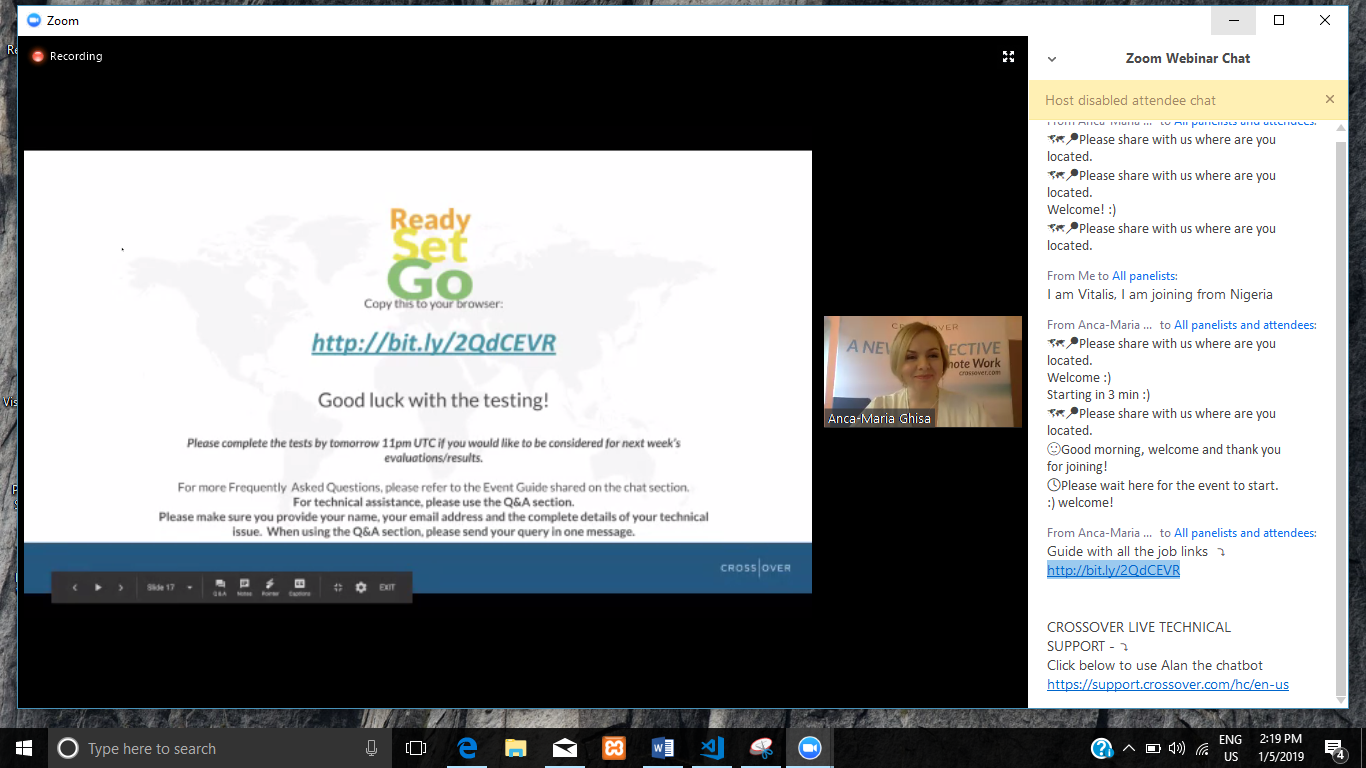 Zoom
Recording
Ready
Set
Go
Copy this to your browser:
http://bit.ly/2QdCEVR
Good luck with the testing!
Please complete the tests by tomorrow 11pm UTC if you would like to be considered for next week's
evaluations/results.
For more Frequently Asked Questions, please refer to the Event Guide shared on the chat section.
For technical assistance, please use the Q&A section.
Please make sure you provide your name, your email address and the complete details of your technical
issue. When using the Q&A section, please send your query in one message.
CROSSOVER
Slide 17
Q&A
Notes
Pointer
Captions
EXIT
CROSSOVER
A NEW
ote Work
crossover.com
Anca-Maria Ghisa
Zoom Webinar Chat
Host disabled attendee chat
From Anca-Maria ... to All panelists and attendees:
Please share with us where are you
located.
Please share with us where are you
located.
Welcome! :)
Please share with us where are you
located.
From Me to All panelists:
I am Vitalis, I am joining from Nigeria
From Anca-Maria ... to All panelists and attendees:
Please share with us where are you
located.
Welcome :)
Starting in 3 min :)
Please share with us where are you
located.
Good morning, welcome and thank you
for joining!
Please wait here for the event to start.
:) welcome!
From Anca-Maria ... to All panelists and attendees:
Guide with all the job links
http://bit.ly/2QdCEVR
CROSSOVER LIVE TECHNICAL
SUPPORT -
Click below to use Alan the chatbot
https://support.crossover.com/hc/en-us
Type here to search
ENG
US
2:19 PM
1/5/2019
4